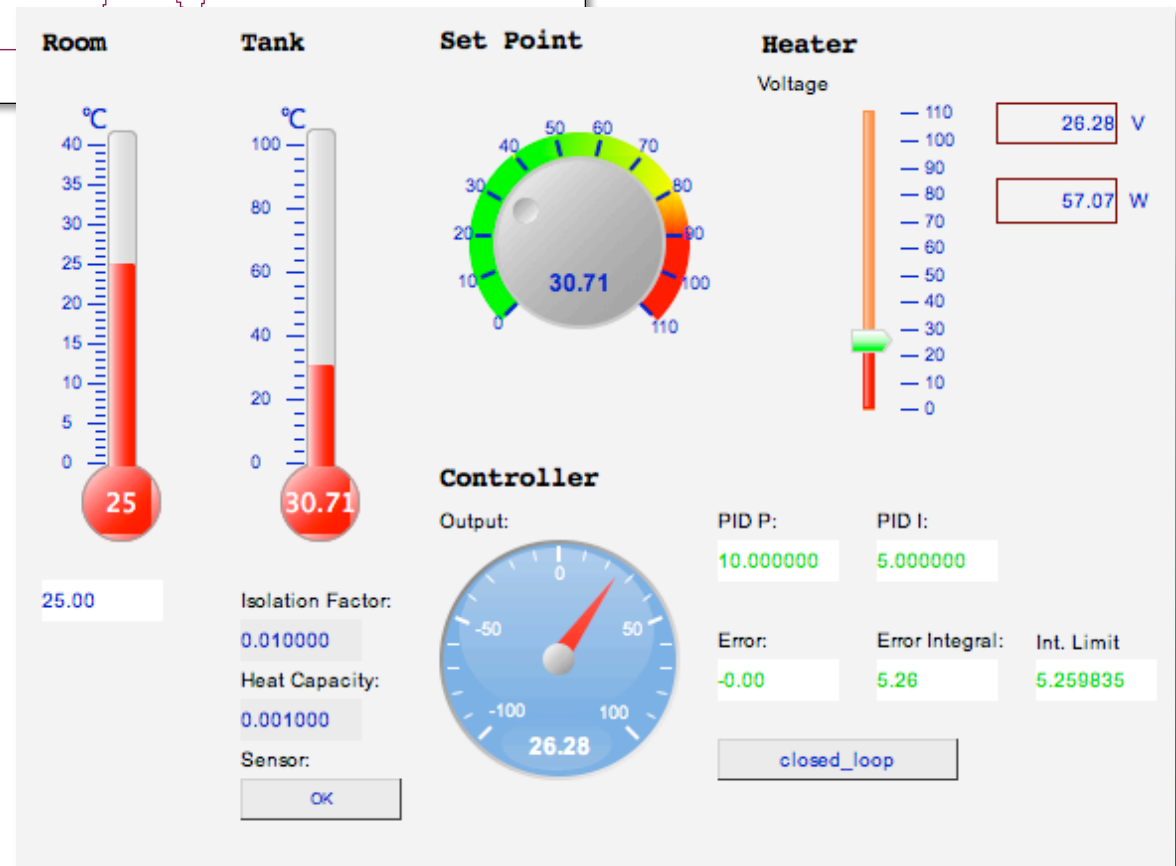 Room
Tank
Set Point
Heater
Voltage
°C
40
35
30
25
20
15
10
5
0
25
25.00
°C
100
80
60
40
20
0
30.71
Isolation Factor:
0.010000
Heat Capacity:
0.001000
Sensor:
OK
0
10
20
30
40
50
60
70
80
90
100
110
30.71
110
100
90
80
70
60
50
40
30
20
10
0
26.28 V
57.07 W
Controller
Output:
-100
-50
0
50
100
26.28
PID P:
10.000000
PID I:
5.000000
Error:
-0.00
Error Integral:
5.26
Int. Limit
5.259835
closed_loop